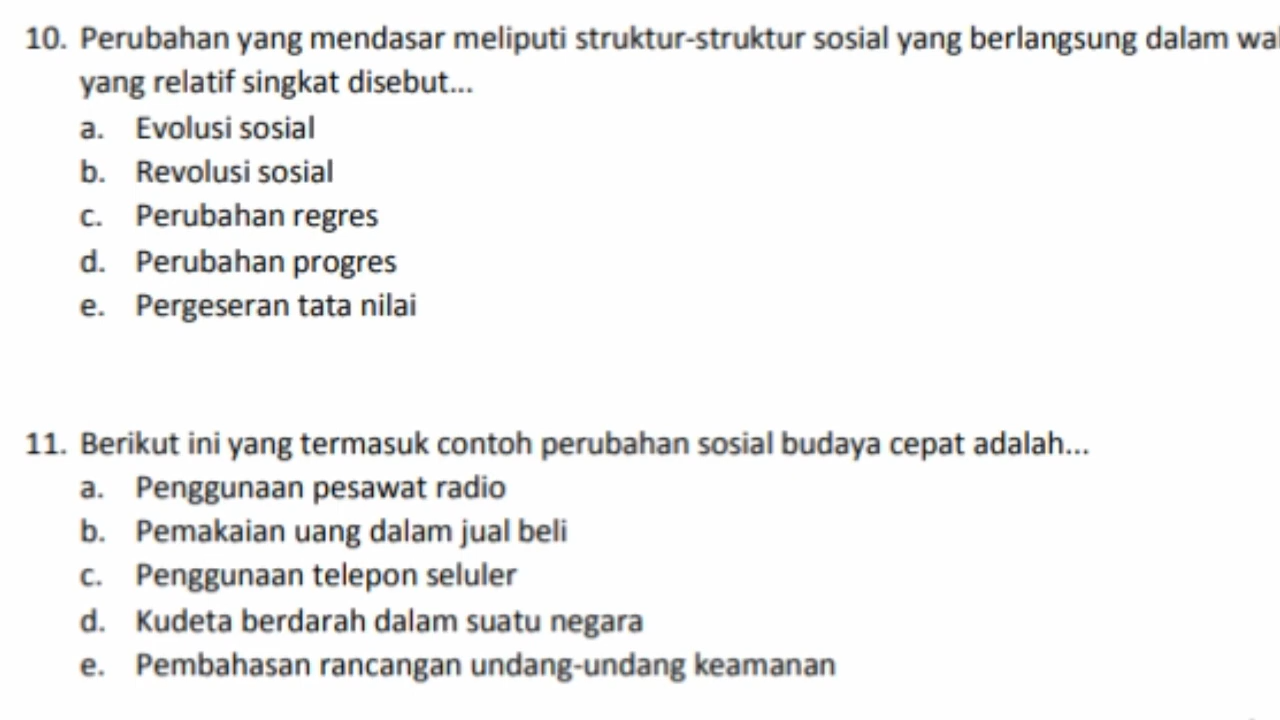 10. Perubahan yang mendasar meliputi struktur-struktur sosial yang berlangsung dalam
yang relatif singkat disebut...
a. Evolusi sosial
b. Revolusi sosial
c. Perubahan regres
d. Perubahan progres
e. Pergeseran tata nilai
11. Berikut ini yang termasuk contoh perubahan sosial budaya cepat adalah...
a. Penggunaan pesawat radio
b. Pemakaian uang dalam jual beli
c. Penggunaan telepon seluler
d. Kudeta berdarah dalam suatu negara
e. Pembahasan rancangan undang-undang keamanan